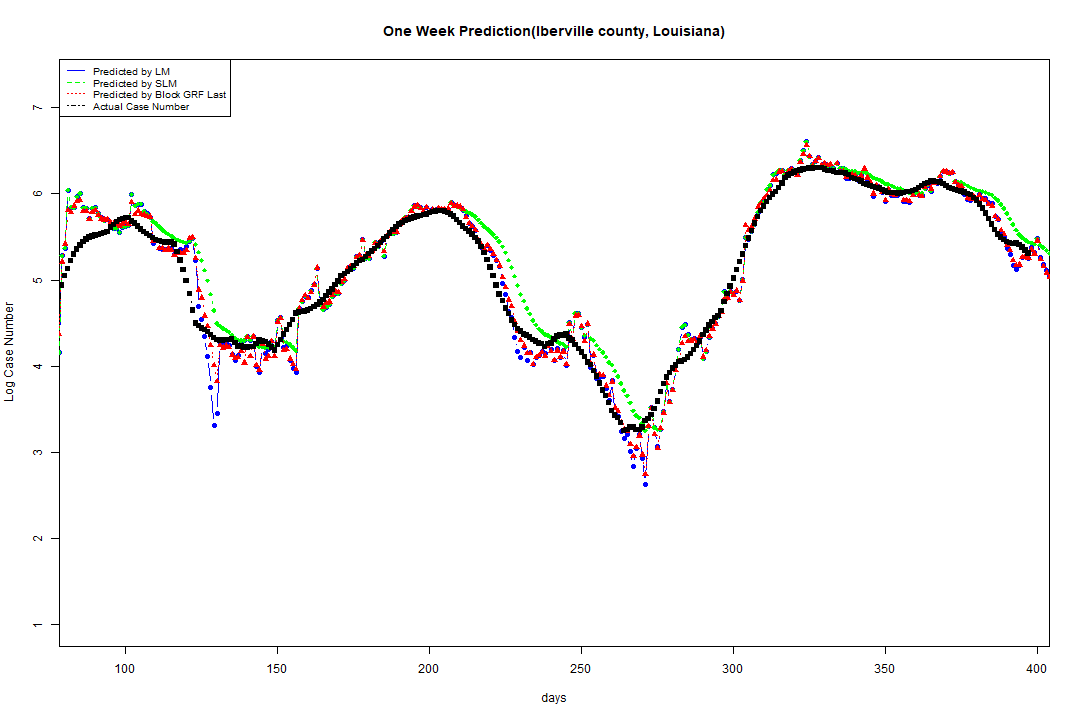 One Week Prediction(Iberville county, Louisiana)
Predicted by LM
Predicted by SLM
Predicted by Block GRF Last
Actual Case Number
Log Case Number
7
6
5
4
3
2
1
100 150 200 250 300 350 400
days